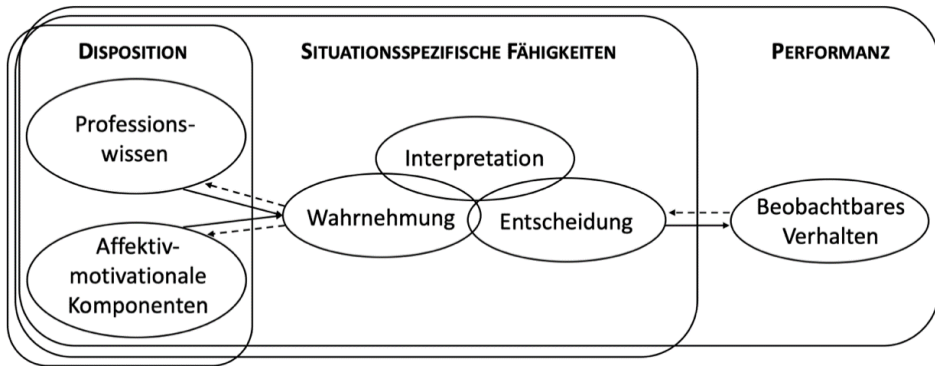 DISPOSITION
SITUATIONSSPEZIFISCHE FÄHIGKEITEN
PERFORMANZ
Professions-
wissen
Affektiv-
motivationale
Komponenten
Interpretation
Wahrnehmung
Entscheidung
Beobachtbares
Verhalten